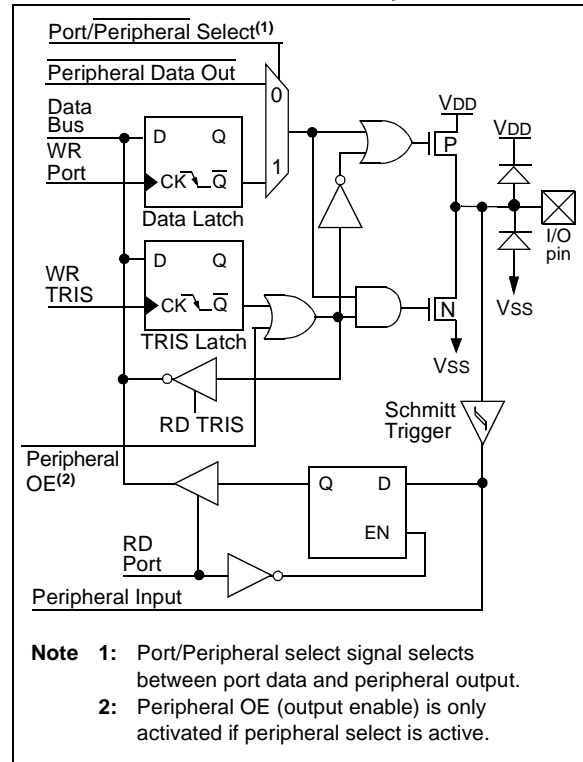 Port/Peripheral Select(1)
Peripheral Data Out
Data
Bus
WR
Port
D Q
CK Q
Data Latch
0
1
P
VDD
VDD
I/O
pin
WR
TRIS
D Q
CK Q
TRIS Latch
N
VSS
VSS
RD TRIS
Schmitt
Trigger
Peripheral
OE(2)
Q D
EN
RD
Port
Peripheral Input
Note 1: Port/Peripheral select signal selects
between port data and peripheral output.
2: Peripheral OE (output enable) is only
activated if peripheral select is active.